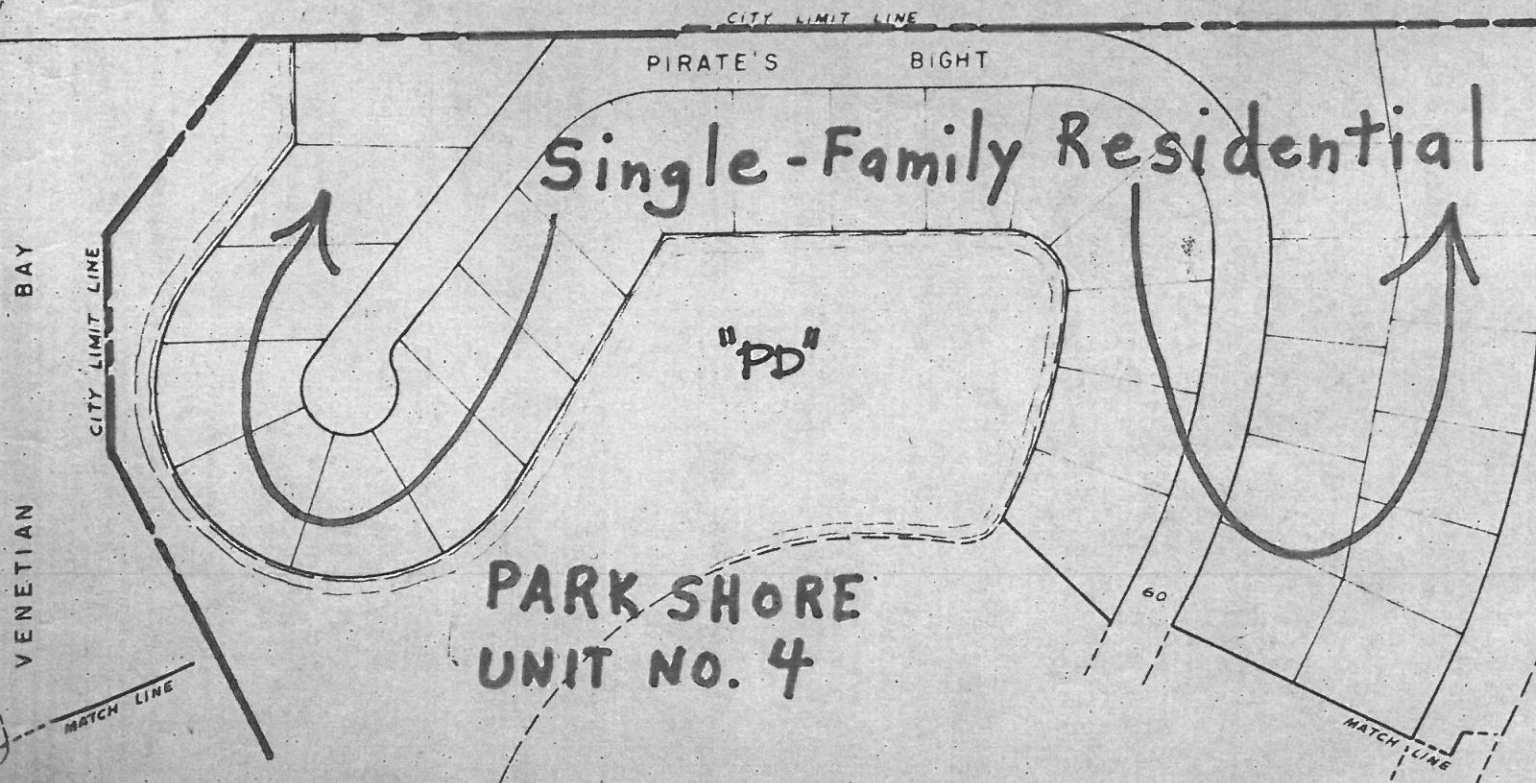 CITY LIMIT LINE
PIRATE'S BIGHT
Single-Family Residential
BAY
CITY LIMIT LINE
"PD"
VENETIAN
PARK SHORE
UNIT NO. 4
60
MATCH LINE
MATCH LINE